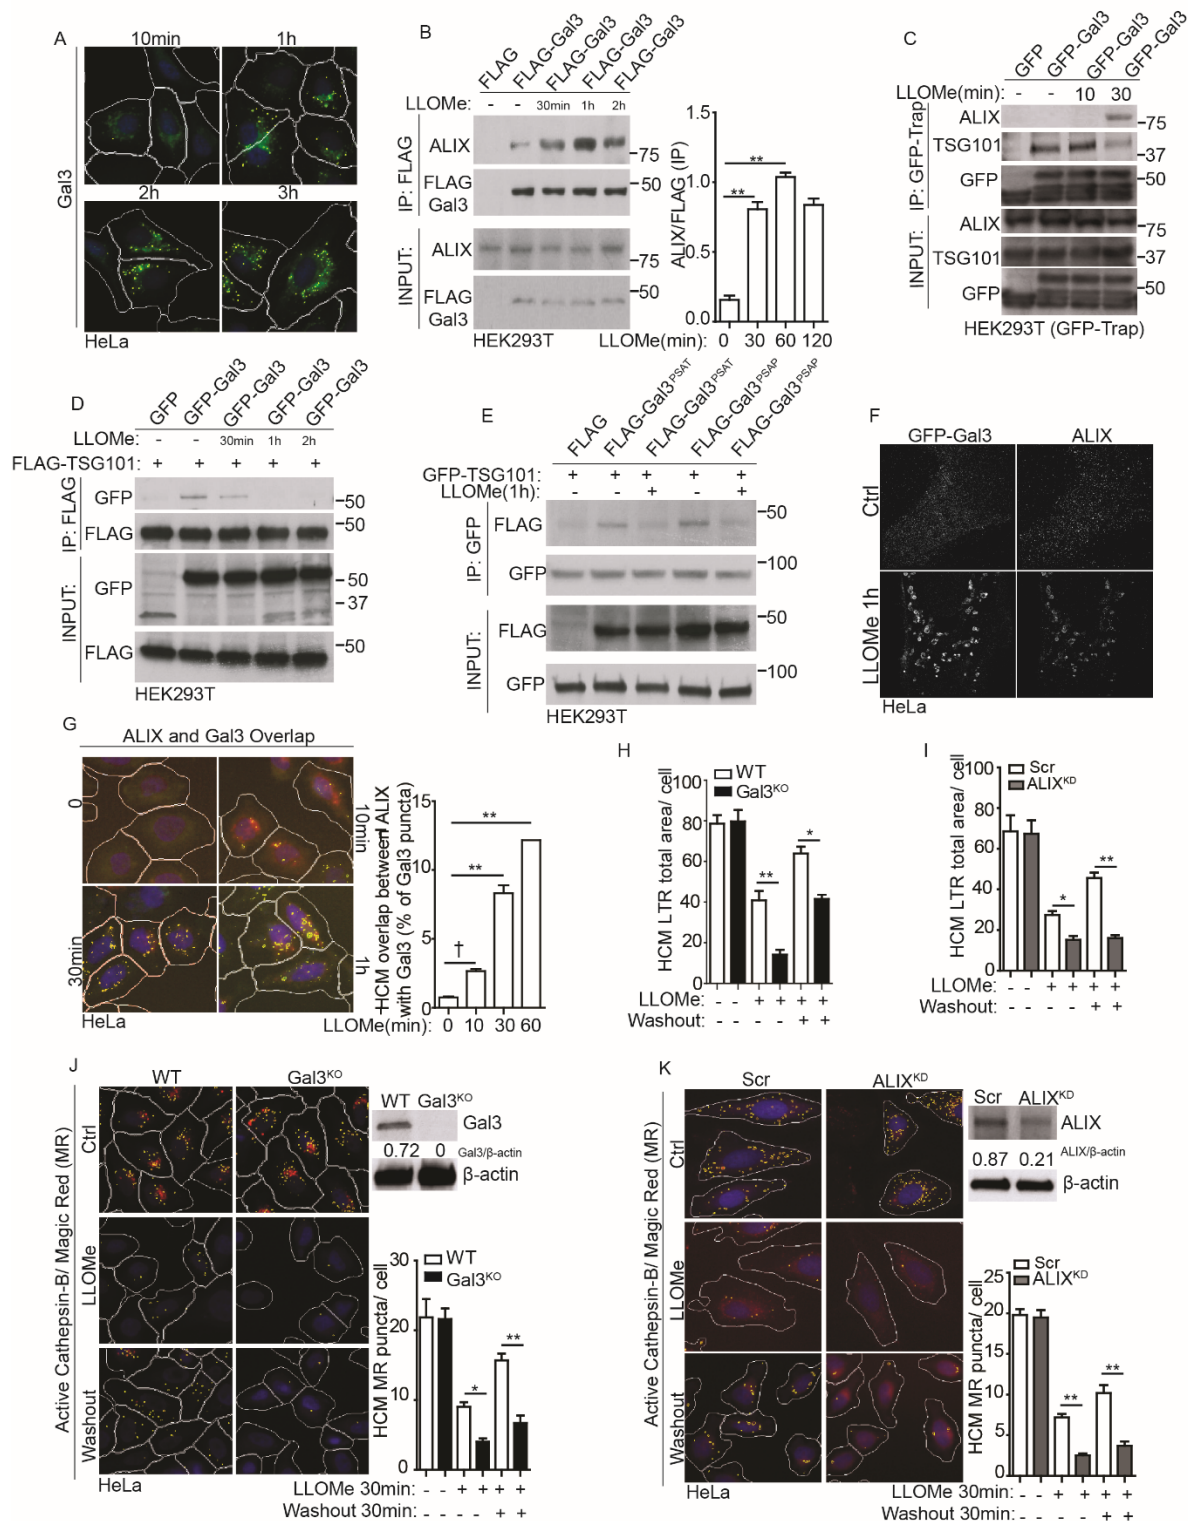 A
10min
1h
Gal3
2h
3h
HeLa
B
FLAG
FLAG-Gal3
FLAG-Gal3
FLAG-Gal3
FLAG-Gal3
LLOMe: - - 30min 1h 2h
IP: FLAG
ALIX
75
FLAG
Gal3
50
INPUT:
ALIX
75
FLAG
Gal3
50
HEK293T
ALIX/FLAG (IP)
1.5
1.0
0.5
0.0
** **
LLOMe(min): 0 30 60 120
C
GFP
GFP-Gal3
GFP-Gal3
GFP-Gal3
LLOMe(min): - - 10 30
IP: GFP-Trap
ALIX
75
TSG101
37
GFP
50
INPUT:
ALIX
75
TSG101
37
GFP
50
HEK293T (GFP-Trap)
D
GFP
GFP-Gal3
GFP-Gal3
GFP-Gal3
GFP-Gal3
LLOMe: - - 30min 1h 2h
FLAG-TSG101: + + + + +
IP: FLAG
GFP
50
FLAG
50
INPUT:
GFP
50
37
FLAG
50
HEK293T
E
FLAG
FLAG-Gal3PSAT
FLAG-Gal3PSAT
FLAG-Gal3PSAP
FLAG-Gal3PSAP
GFP-TSG101: + + + + +
LLOMe(1h): - - + - +
IP: GFP
FLAG
50
GFP
100
INPUT:
FLAG
50
GFP
100
HEK293T
F
GFP-Gal3
ALIX
Ctrl
LLOMe 1h
HeLa
G
ALIX and Gal3 Overlap
0
10min
30min
1h
HeLa
HCM overlap between ALIX
with Gal3 (% of Gal3 puncta)
15
10
5
0
† ** **
LLOMe(min): 0 10 30 60
H
HCM LTR total area/ cell
WT
Gal3KO
100
80
60
40
20
0
** *
LLOMe: - - + + + +
Washout: - - - - + +
I
HCM LTR total area/ cell
Scr
ALIXKD
100
80
60
40
20
0
* **
LLOMe: - - + + + +
Washout: - - - - + +
J
WT
Gal3KO
Active Cathepsin-B/ Magic Red (MR)
Ctrl
LLOMe
Washout
HeLa
WT Gal3KO
Gal3
0.72 0 Gal3/β-actin
β-actin
HCM MR puncta/ cell
WT
Gal3KO
30
20
10
0
* **
LLOMe 30min: - - + + + +
Washout 30min: - - - - + +
K
Scr
ALIXKD
Active Cathepsin-B/ Magic Red (MR)
Ctrl
LLOMe
Washout
HeLa
Scr ALIXKD
ALIX
0.87 0.21 ALIX/β-actin
β-actin
HCM MR puncta/ cell
Scr
ALIXKD
25
20
15
10
5
0
** **
LLOMe 30min: - - + + + +
Washout 30min: - - - - + +